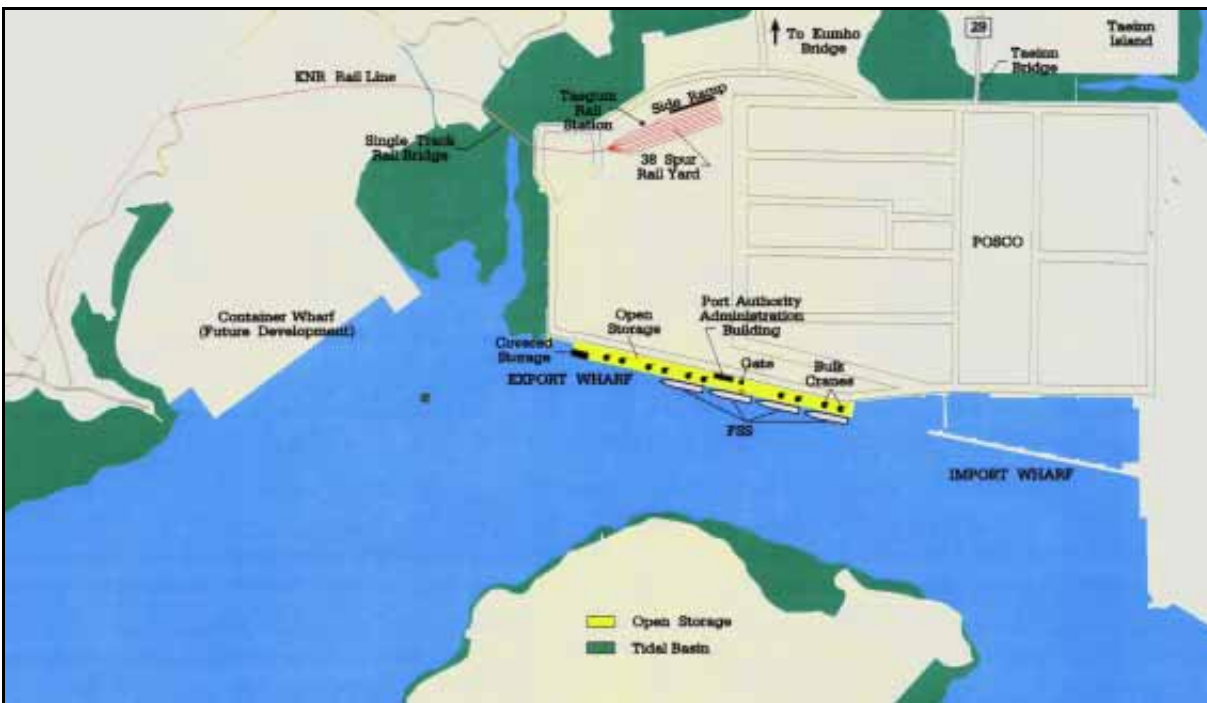 To Kumho
Bridge
29
Taeinn
Island
Taeinn
Bridge
KNR Rail Line
Taegum
Rail
Station
Side Ramp
Single Track
Rail Bridge
38 Spur
Rail Yard
POSCO
Container Wharf
(Future Development)
Open
Storage
Port Authority
Administration
Building
Covered
Storage
Gate
Bulk
Cranes
EXPORT WHARF
FSS
IMPORT WHARF
Open Storage
Tidal Basin